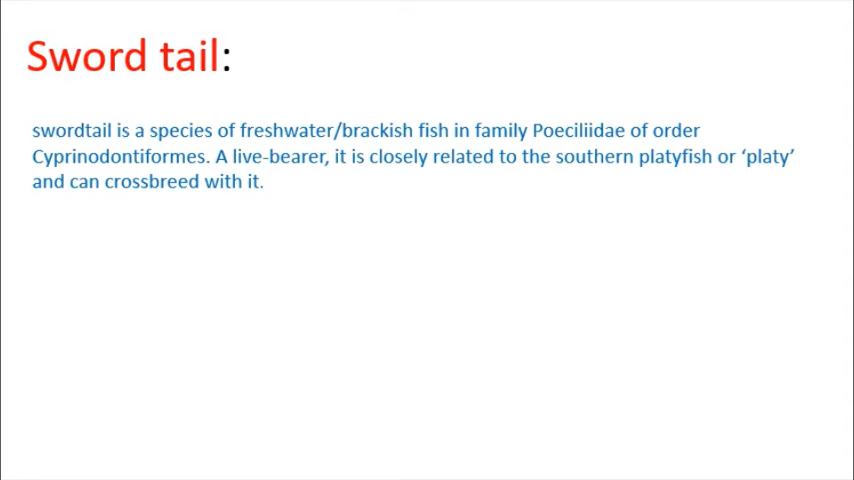 Sword tail:
swordtail is a species of freshwater/brackish fish in family Poeciliidae of order
Cyprinodontiformes. A live-bearer, it is closely related to the southern platyfish or ‘platy’
and can crossbreed with it.